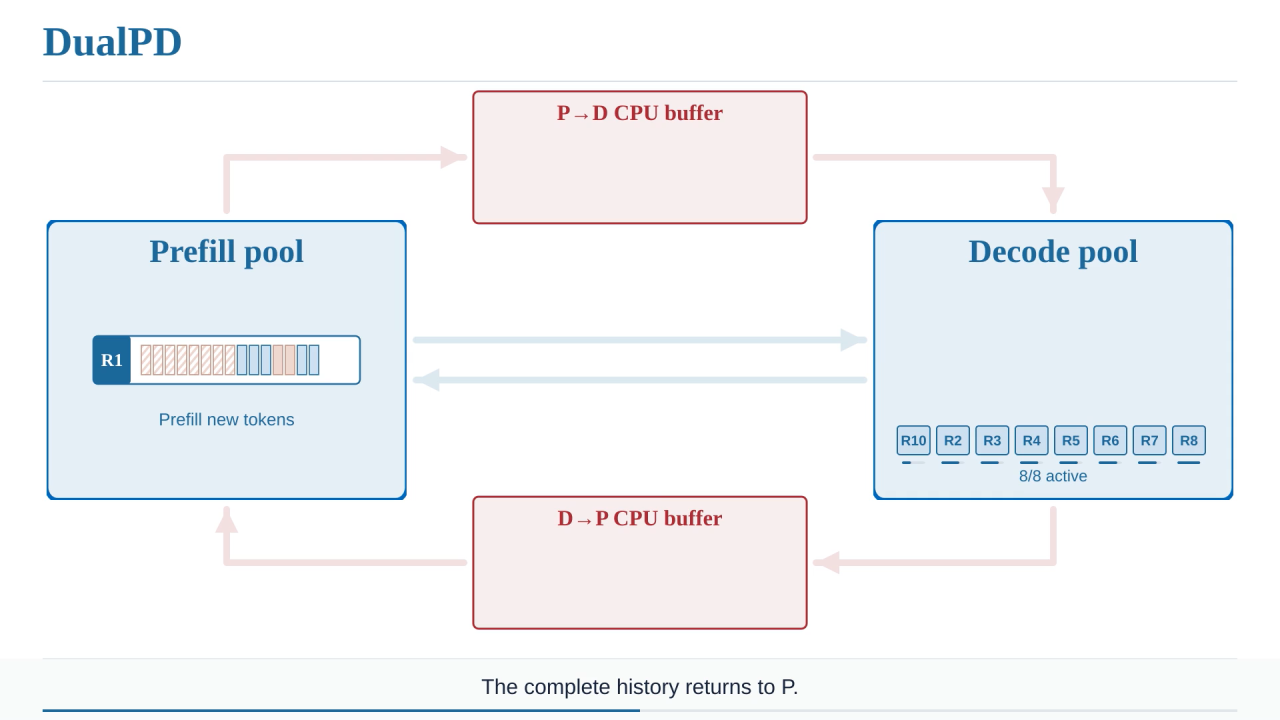 DualPD
P→D CPU buffer
Prefill pool
Decode pool
R1
Prefill new tokens
R10 R2 R3 R4 R5 R6 R7 R8
8/8 active
D→P CPU buffer
The complete history returns to P.